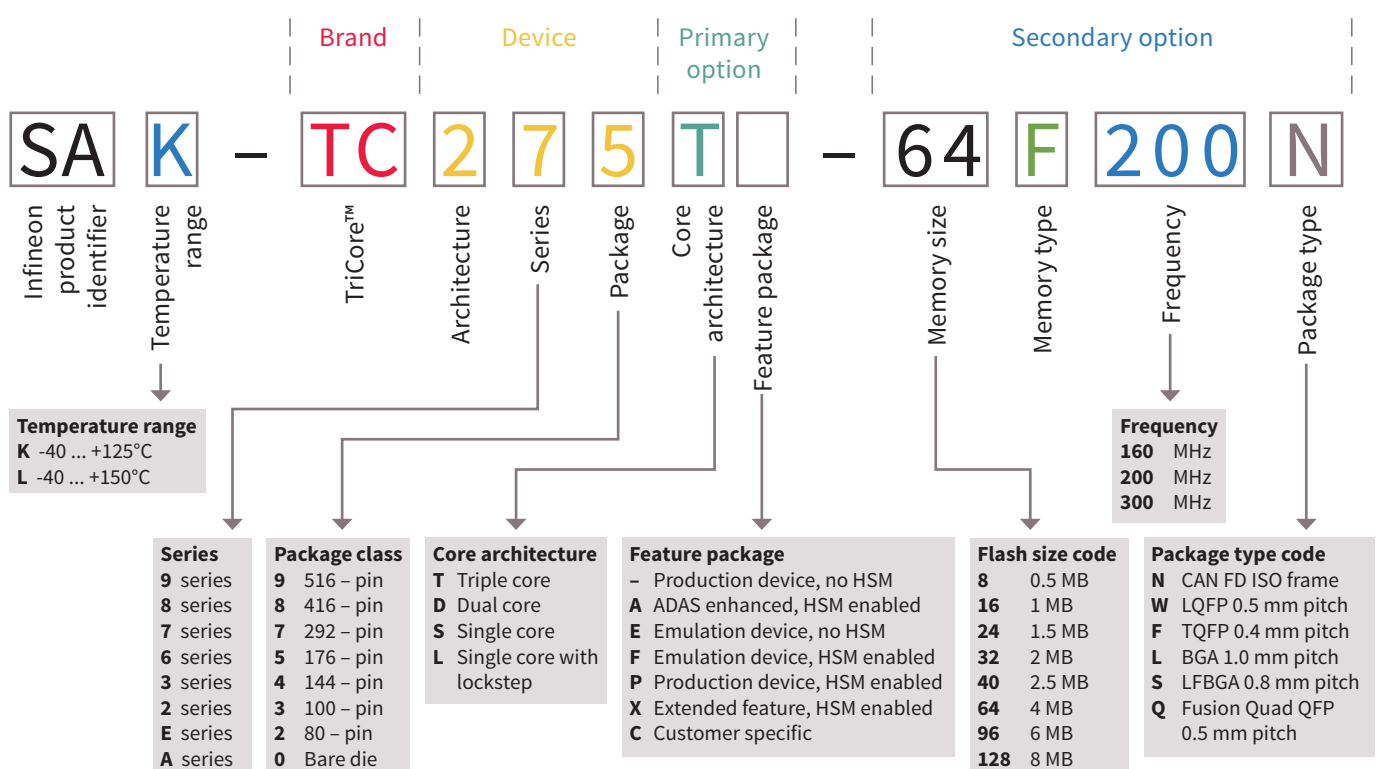 Brand
Device
Primary
option
Secondary option
SA K – TC 2 7 5 T – 64 F 200 N
Infineon
product
identifier
Temperature
range
TriCore™
Architecture
Series
Package
Core
architecture
Feature package
Memory size
Memory type
Frequency
Package type
Temperature range
K -40 ... +125°C
L -40 ... +150°C
Frequency
160 MHz
200 MHz
300 MHz
Series
9 series
8 series
7 series
6 series
3 series
2 series
E series
A series
Package class
9 516 – pin
8 416 – pin
7 292 – pin
5 176 – pin
4 144 – pin
3 100 – pin
2 80 – pin
0 Bare die
Core architecture
T Triple core
D Dual core
S Single core
L Single core with
lockstep
Feature package
– Production device, no HSM
A ADAS enhanced, HSM enabled
E Emulation device, no HSM
F Emulation device, HSM enabled
P Production device, HSM enabled
X Extended feature, HSM enabled
C Customer specific
Flash size code
8 0.5 MB
16 1 MB
24 1.5 MB
32 2 MB
40 2.5 MB
64 4 MB
96 6 MB
128 8 MB
Package type code
N CAN FD ISO frame
W LQFP 0.5 mm pitch
F TQFP 0.4 mm pitch
L BGA 1.0 mm pitch
S LFBGA 0.8 mm pitch
Q Fusion Quad QFP
0.5 mm pitch